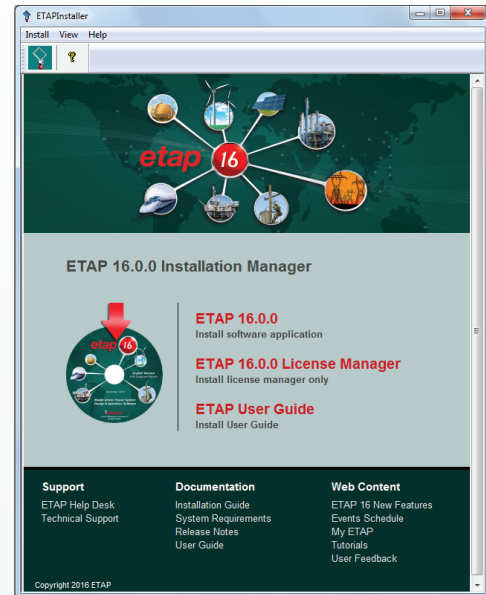 ETAPInstaller
Install View Help
?
etap 16
ETAP 16.0.0 Installation Manager
etap 16
ETAP 16.0.0
Install software application
ETAP 16.0.0 License Manager
Install license manager only
ETAP User Guide
Install User Guide
Support
ETAP Help Desk
Technical Support
Documentation
Installation Guide
System Requirements
Release Notes
User Guide
Web Content
ETAP 16 New Features
Events Schedule
My ETAP
Tutorials
User Feedback
Copyright 2016 ETAP